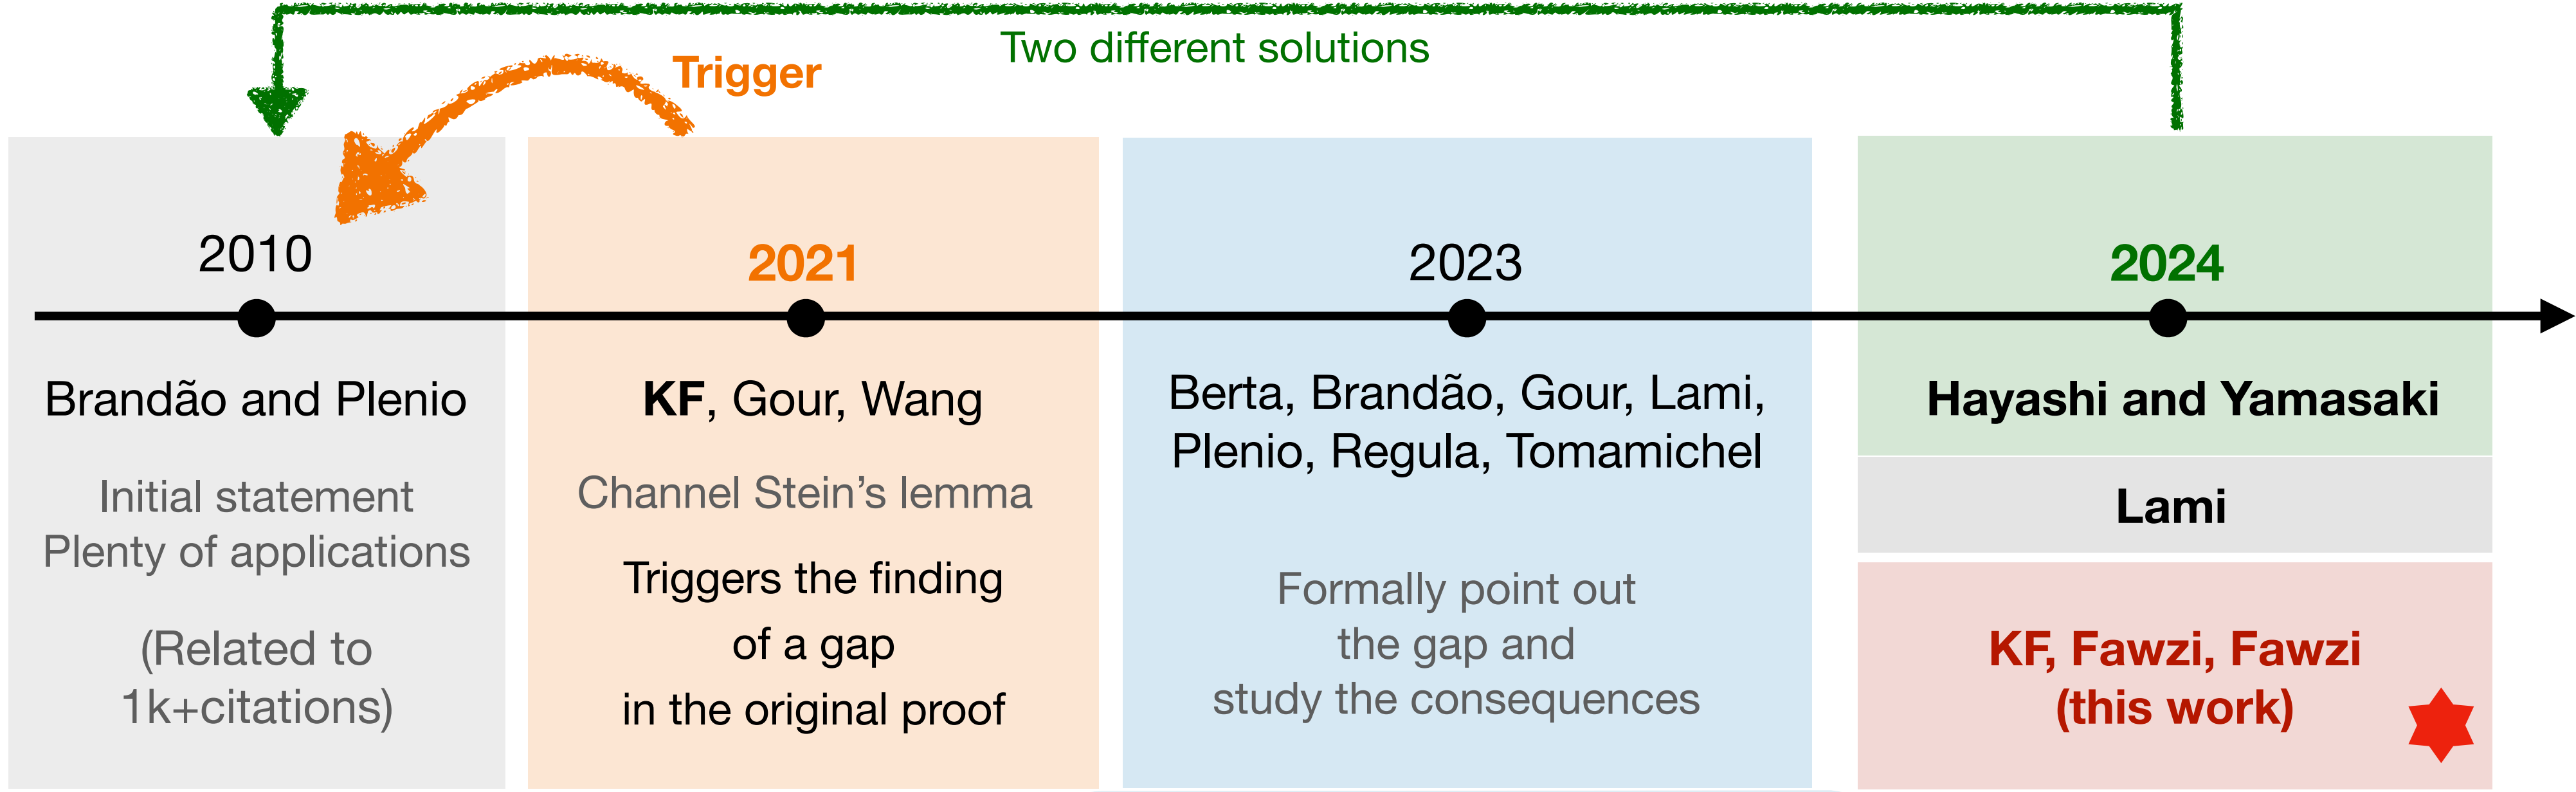 Two different solutions
Trigger
2010
Brandão and Plenio
Initial statement
Plenty of applications
(Related to
1k+citations)
2021
KF, Gour, Wang
Channel Stein’s lemma
Triggers the finding
of a gap
in the original proof
2023
Berta, Brandão, Gour, Lami,
Plenio, Regula, Tomamichel
Formally point out
the gap and
study the consequences
2024
Hayashi and Yamasaki
Lami
KF, Fawzi, Fawzi
(this work)